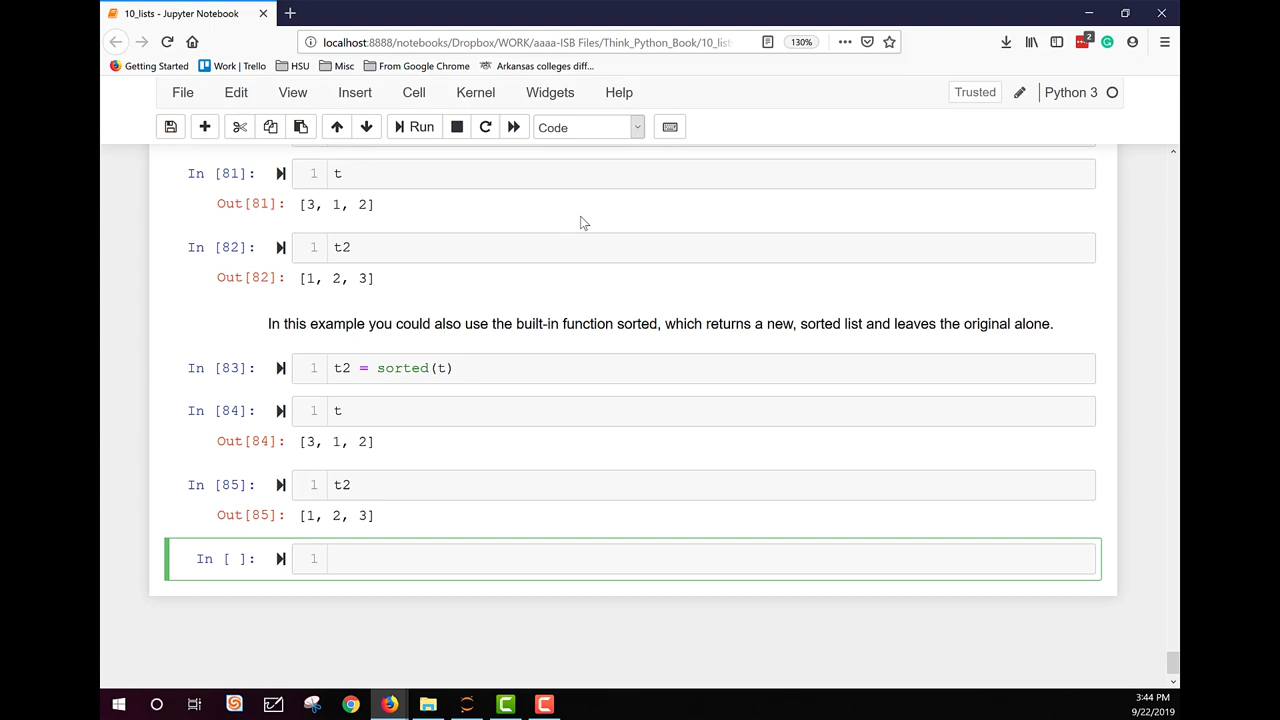 10_lists - Jupyter Notebook
localhost:8888/notebooks/Dropbox/WORK/aaaa-ISB Files/Think_Python_Book/10_lists
130%
2
Getting Started Work | Trello HSU Misc From Google Chrome Arkansas colleges diff...
File Edit View Insert Cell Kernel Widgets Help Trusted Python 3
Run Code
In [81]: 1 t
Out[81]: [3, 1, 2]
In [82]: 1 t2
Out[82]: [1, 2, 3]
In this example you could also use the built-in function sorted, which returns a new, sorted list and leaves the original alone.
In [83]: 1 t2 = sorted(t)
In [84]: 1 t
Out[84]: [3, 1, 2]
In [85]: 1 t2
Out[85]: [1, 2, 3]
In [ ]: 1
3:44 PM
9/22/2019